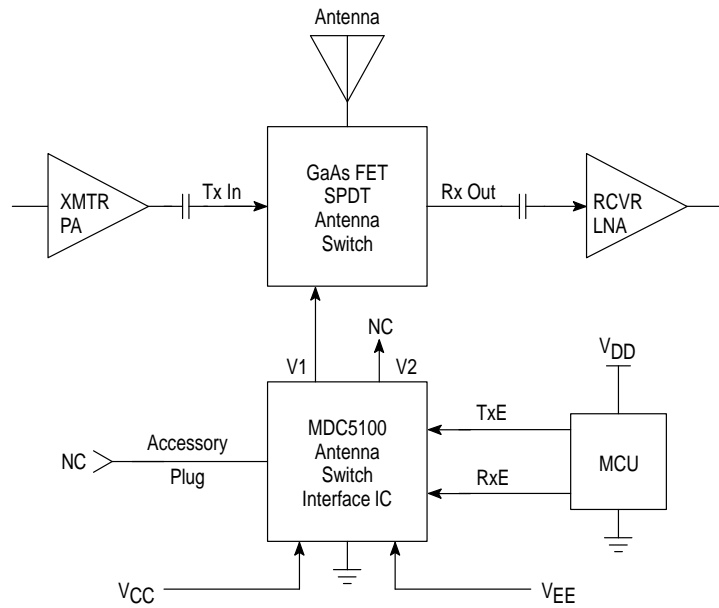 Antenna
XMTR
PA
Tx In
GaAs FET
SPDT
Antenna
Switch
Rx Out
RCVR
LNA
NC
V1
V2
VDD
NC
Accessory
Plug
MDC5100
Antenna
Switch
Interface IC
TxE
RxE
MCU
VCC
VEE